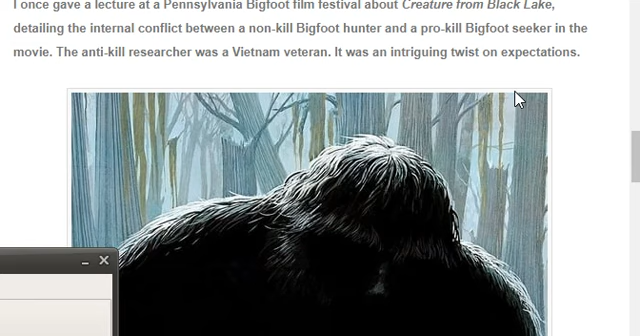 I once gave a lecture at a Pennsylvania Bigfoot film festival about Creature from Black Lake,
detailing the internal conflict between a non-kill Bigfoot hunter and a pro-kill Bigfoot seeker in the
movie. The anti-kill researcher was a Vietnam veteran. It was an intriguing twist on expectations.